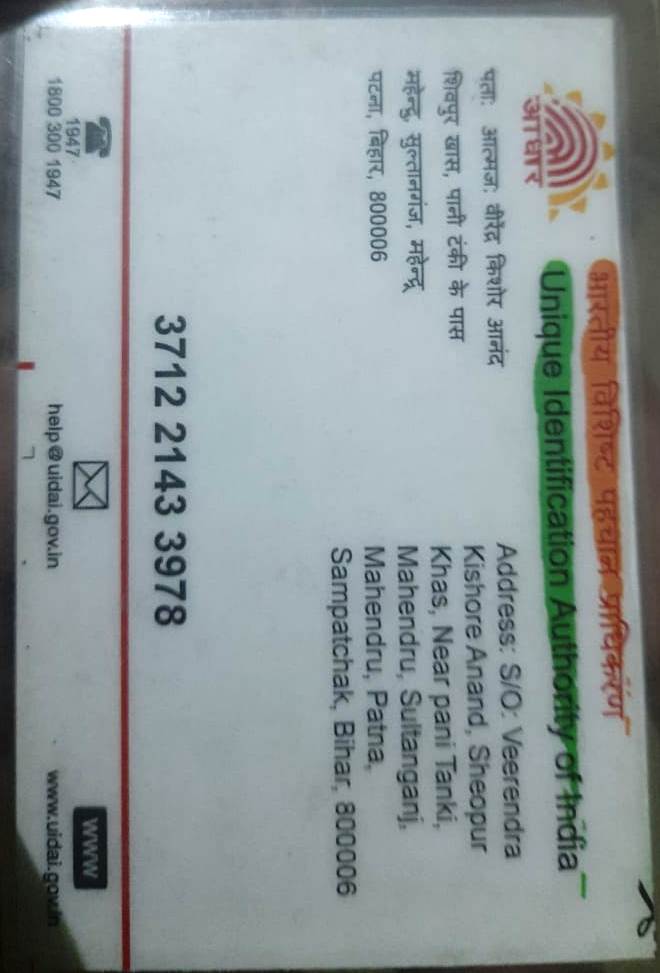 भारतीय विशिष्ट पहचान प्राधिकरण
Unique Identification Authority of India
आधार
पता: आत्मज: वीरेंद्र किशोर आनंद
शिवपुर खास, पानी टंकी के पास
महेन्द्रु, सुल्तानगंज, महेन्द्रू
पटना, बिहार, 800006
Address: S/O: Veerendra
Kishore Anand, Sheopur
Khas, Near pani Tanki,
Mahendru, Sultanganj,
Mahendru, Patna,
Sampatchak, Bihar, 800006
3712 2143 3978
1947
1800 300 1947
help@uidai.gov.in
www
www.uidai.gov.in